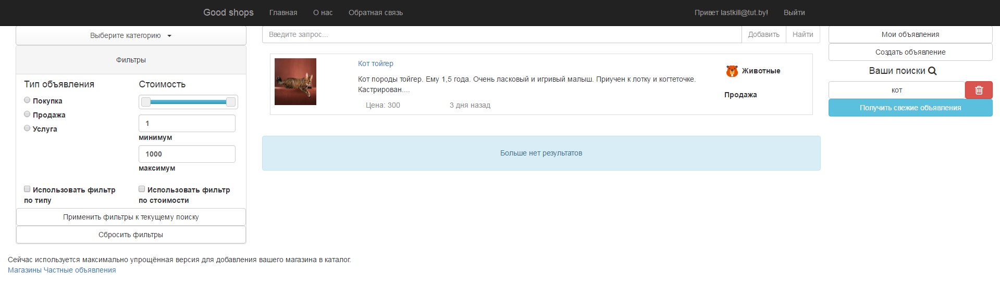 Good shops Главная О нас Обратная связь Привет lastkill@tut.by! Выйти
Выберите категорию
Фильтры
Тип объявления
Покупка
Продажа
Услуга
Стоимость
1
минимум
1000
максимум
Использовать фильтр
по типу
Использовать фильтр
по стоимости
Применить фильтры к текущему поиску
Сбросить фильтры
Введите запрос... Добавить Найти
Кот тойгер
Кот породы тойгер. Ему 1,5 года. Очень ласковый и игривый малыш. Приучен к лотку и когтеточке.
Кастрирован....
Цена: 300 3 дня назад
Животные
Продажа
Больше нет результатов
Мои объявления
Создать объявление
Ваши поиски
кот
Получить свежие объявления
Сейчас используется максимально упрощённая версия для добавления вашего магазина в каталог.
Магазины Частные объявления